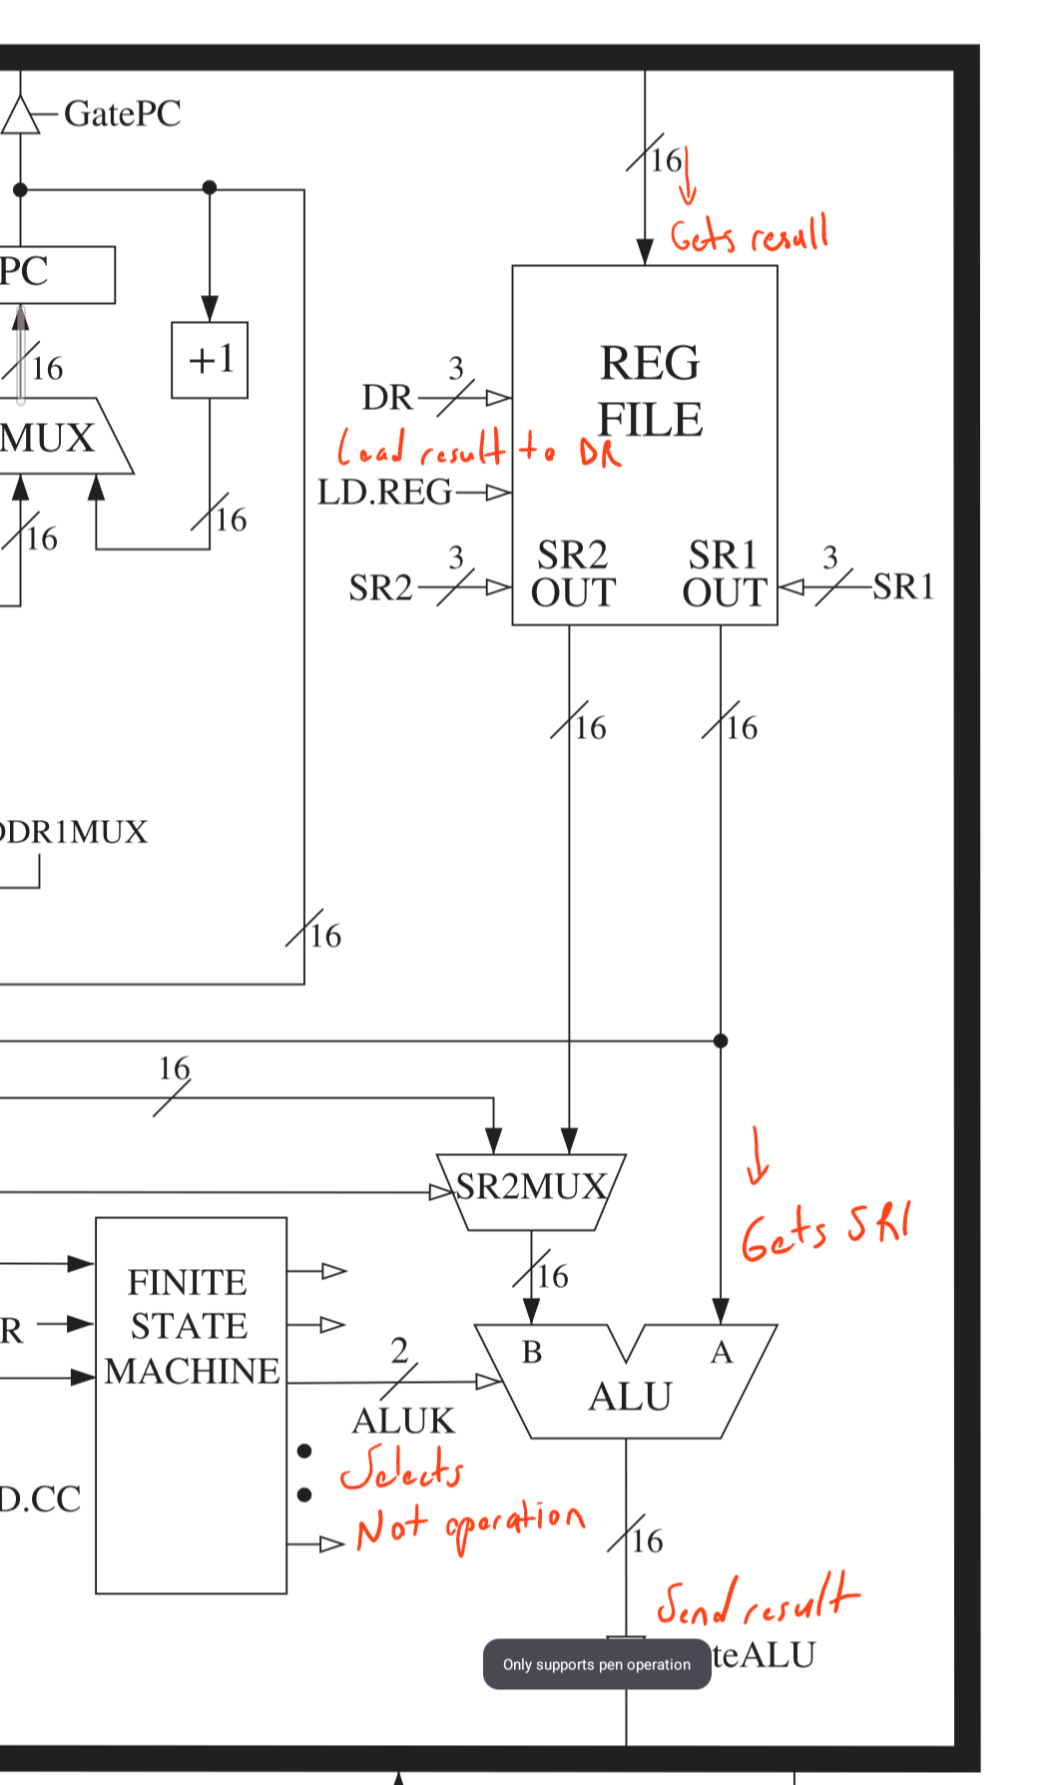 GatePC
16
Gets resull
PC
+1
16
REG
FILE
3
DR
MUX
Load result to DR
LD.REG
16
16
SR2
OUT
SR1
OUT
3
SR2
3
SR1
16
16
DDR1MUX
16
16
SR2MUX
Gets SR1
16
FINITE
STATE
MACHINE
R
B
A
2
ALU
ALUK
Selects
Not operation
D.CC
16
Send result
Only supports pen operation
teALU